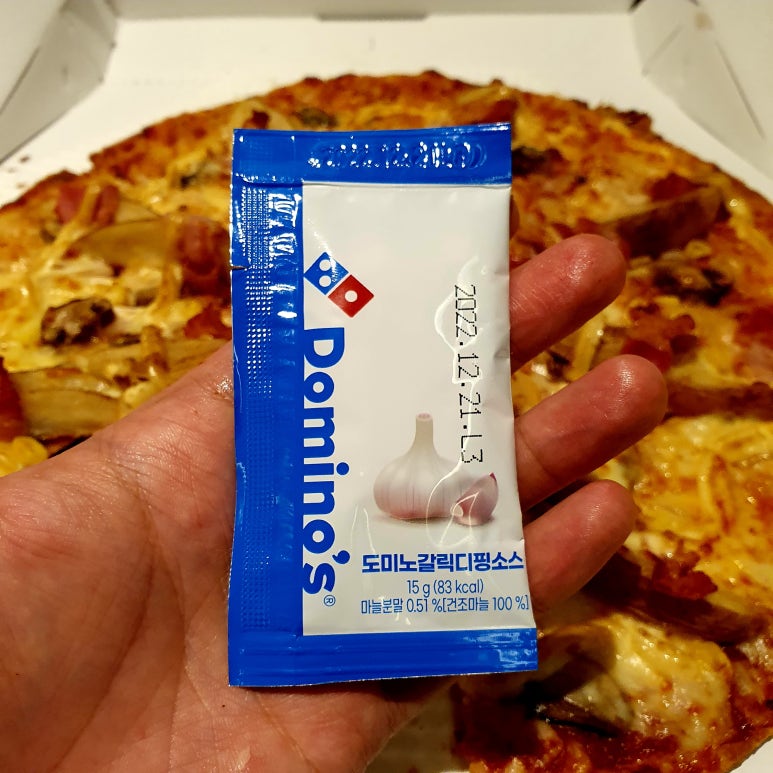 Domino's®
2022.12.21.L3
도미노갈릭디핑소스
15 g (83 kcal)
마늘분말 0.51 %[건조마늘 100 %]